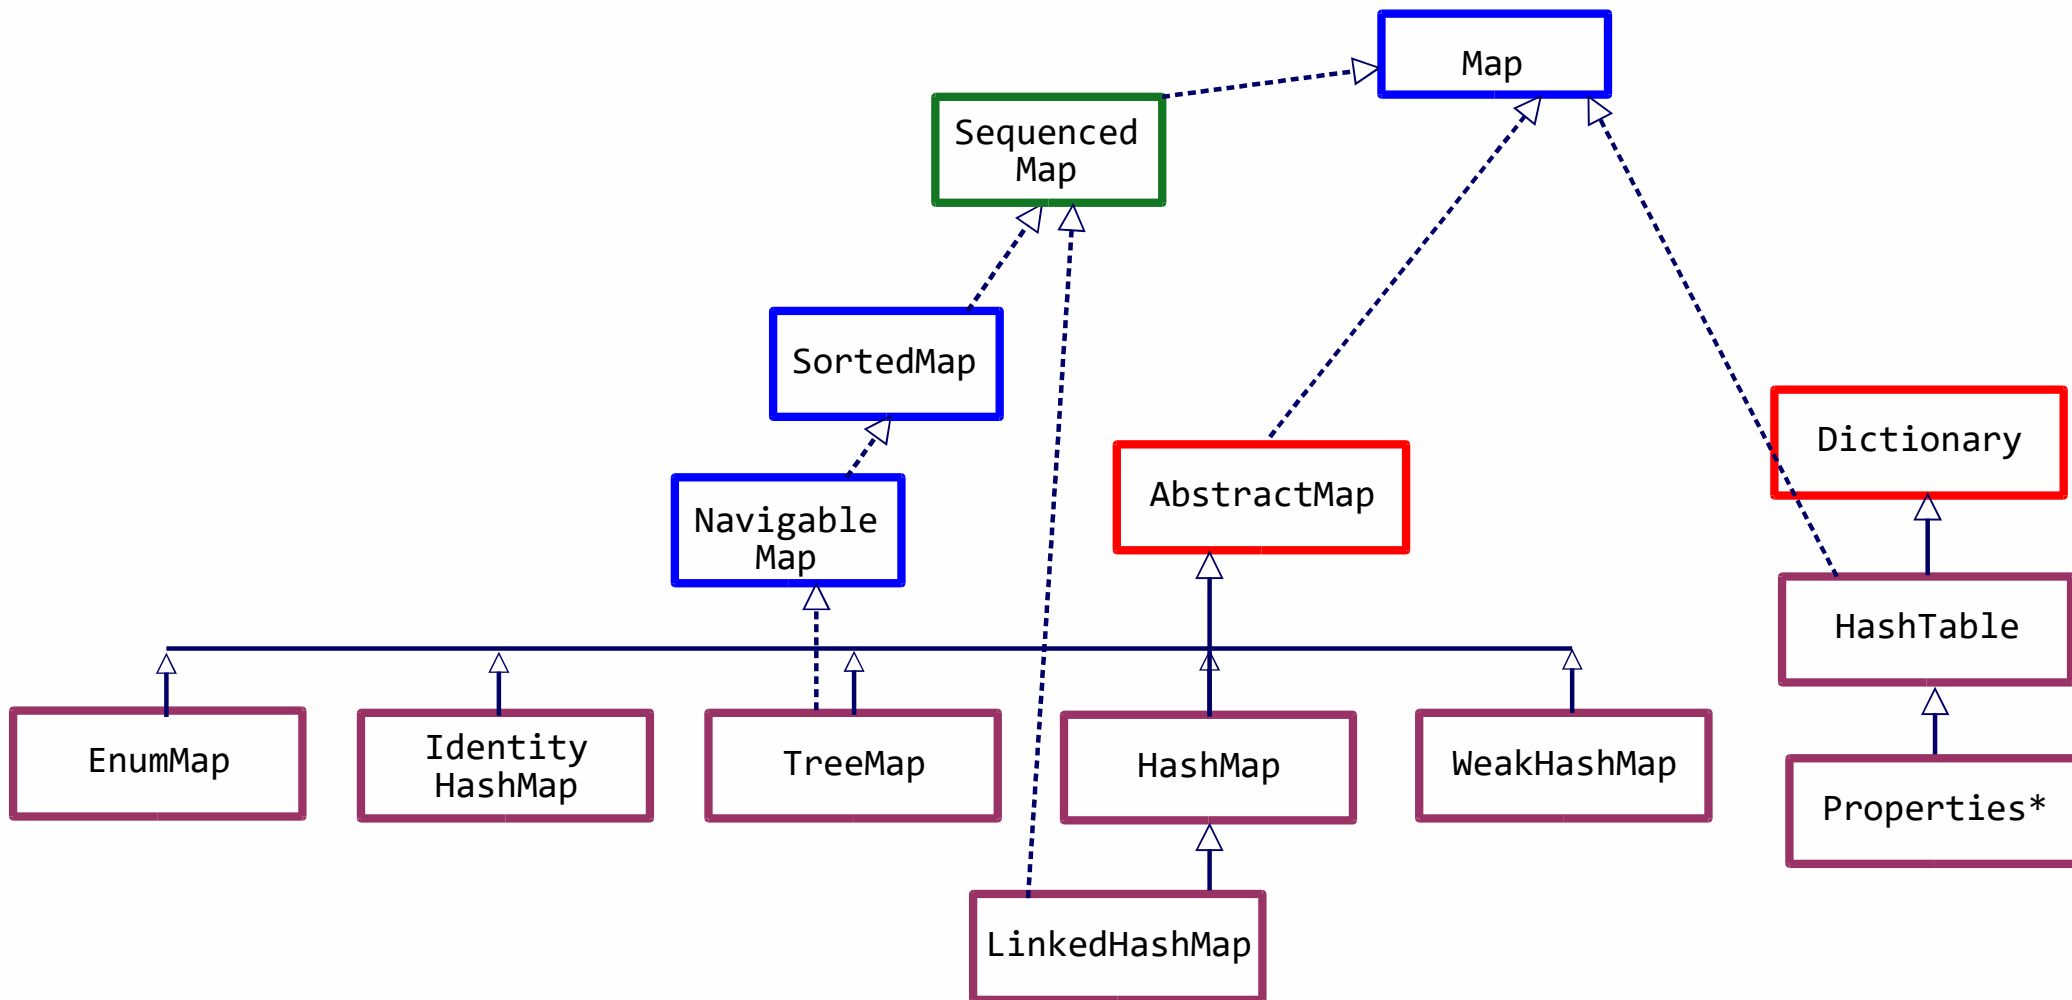 Map
Sequenced
Map
SortedMap
Dictionary
AbstractMap
Navigable
Map
HashTable
EnumMap
Identity
HashMap
TreeMap
HashMap
WeakHashMap
Properties*
LinkedHashMap